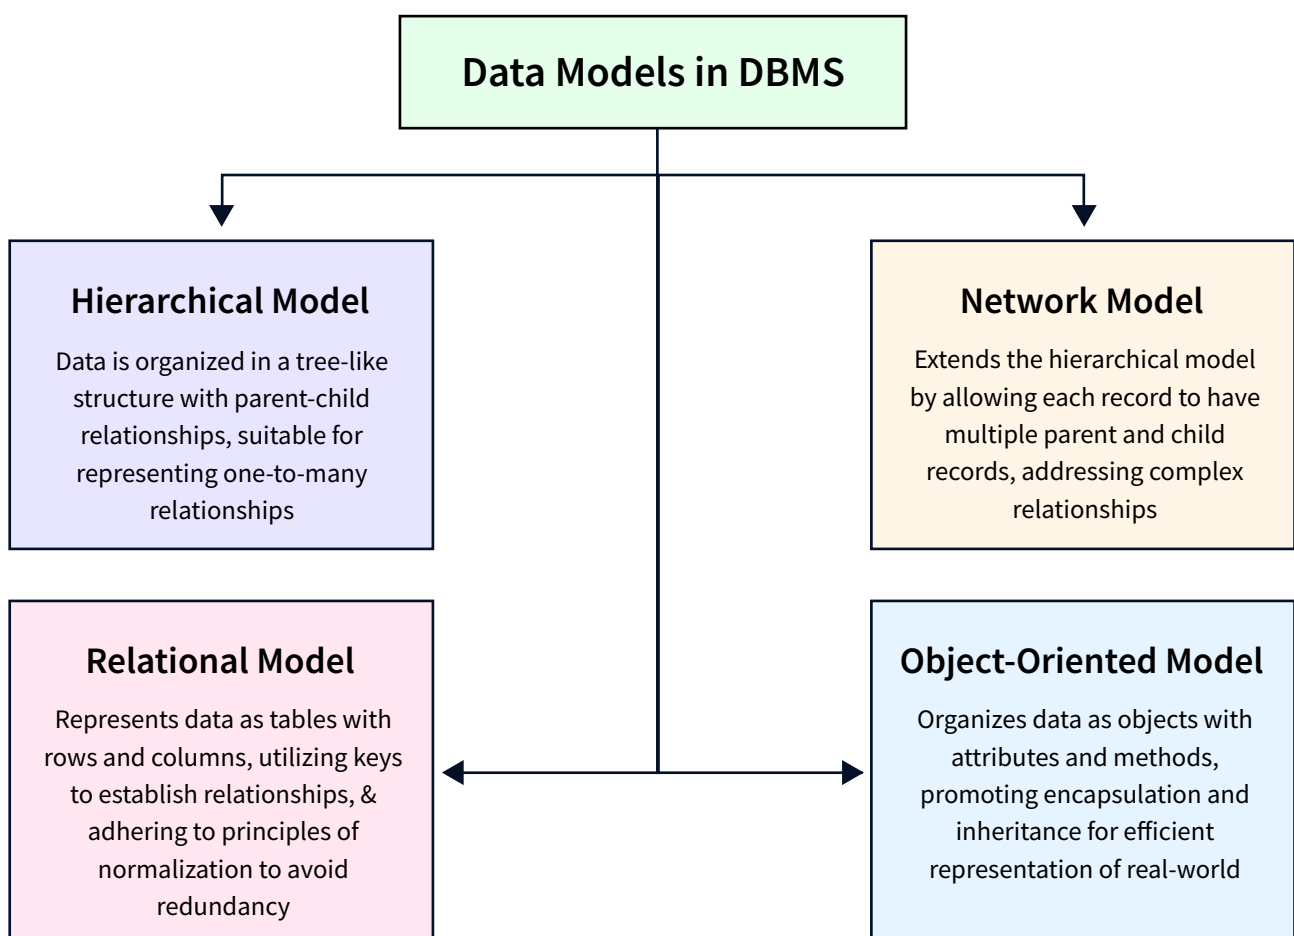 Data Models in DBMS
Hierarchical Model
Data is organized in a tree-like
structure with parent-child
relationships, suitable for
representing one-to-many
relationships
Network Model
Extends the hierarchical model
by allowing each record to have
multiple parent and child
records, addressing complex
relationships
Relational Model
Represents data as tables with
rows and columns, utilizing keys
to establish relationships, &
adhering to principles of
normalization to avoid
redundancy
Object-Oriented Model
Organizes data as objects with
attributes and methods,
promoting encapsulation and
inheritance for efficient
representation of real-world